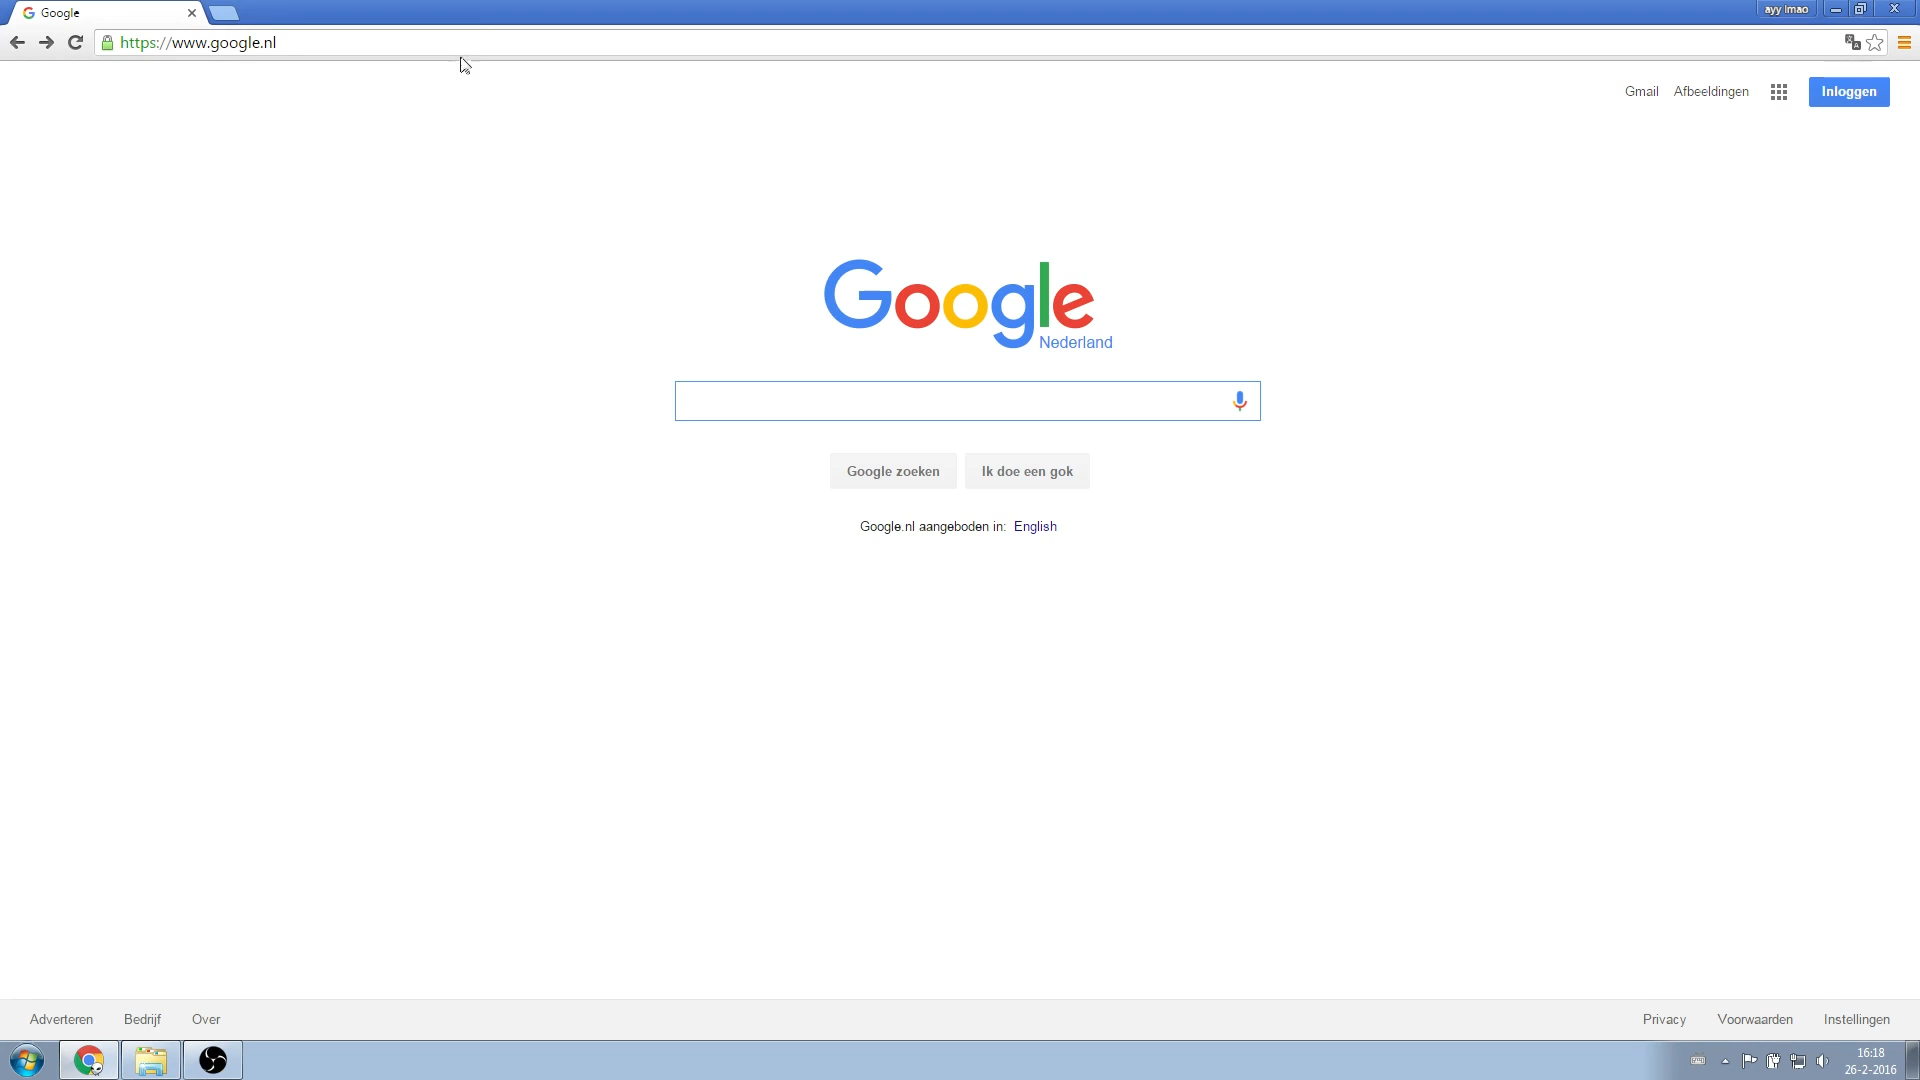 Google
ayy lmao
https://www.google.nl
Gmail Afbeeldingen Inloggen
Google
Nederland
Google zoeken Ik doe een gok
Google.nl aangeboden in: English
Adverteren Bedrijf Over Privacy Voorwaarden Instellingen
16:18
26-2-2016